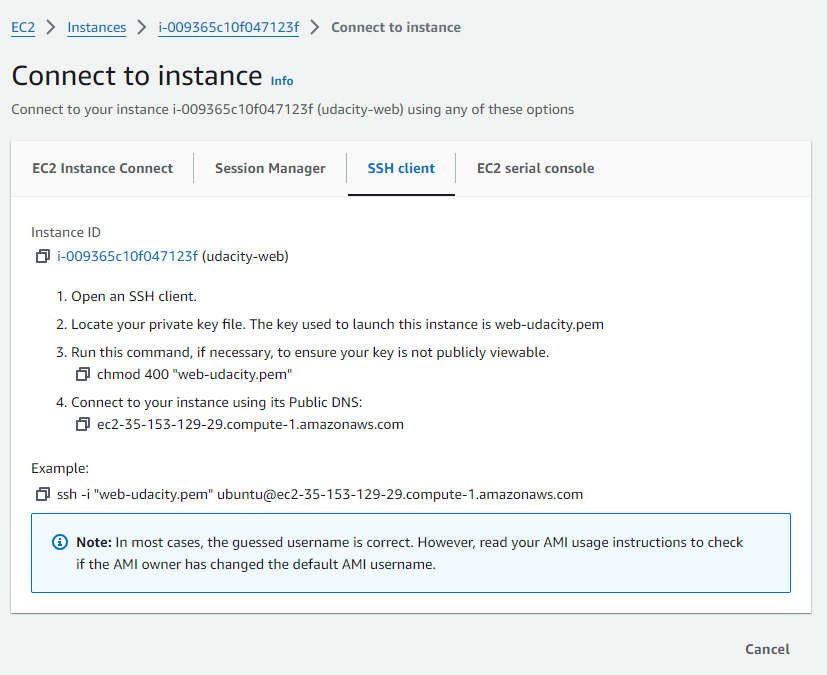 EC2 > Instances > i-009365c10f047123f > Connect to instance
Connect to instance Info
Connect to your instance i-009365c10f047123f (udacity-web) using any of these options
EC2 Instance Connect Session Manager SSH client EC2 serial console
Instance ID
i-009365c10f047123f (udacity-web)
1. Open an SSH client.
2. Locate your private key file. The key used to launch this instance is web-udacity.pem
3. Run this command, if necessary, to ensure your key is not publicly viewable.
chmod 400 "web-udacity.pem"
4. Connect to your instance using its Public DNS:
ec2-35-153-129-29.compute-1.amazonaws.com
Example:
ssh -i "web-udacity.pem" ubuntu@ec2-35-153-129-29.compute-1.amazonaws.com
Note: In most cases, the guessed username is correct. However, read your AMI usage instructions to check
if the AMI owner has changed the default AMI username.
Cancel